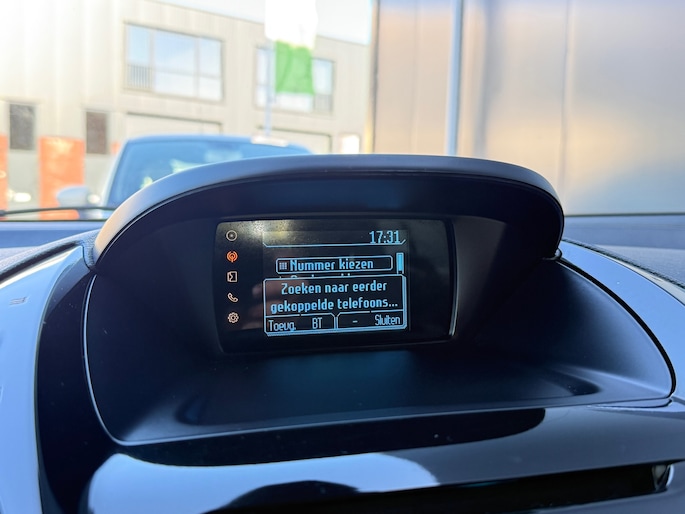 17:31
Nummer kiezen
Zoeken naar eerder
gekoppelde telefoons...
Toevg. BT - Sluiten